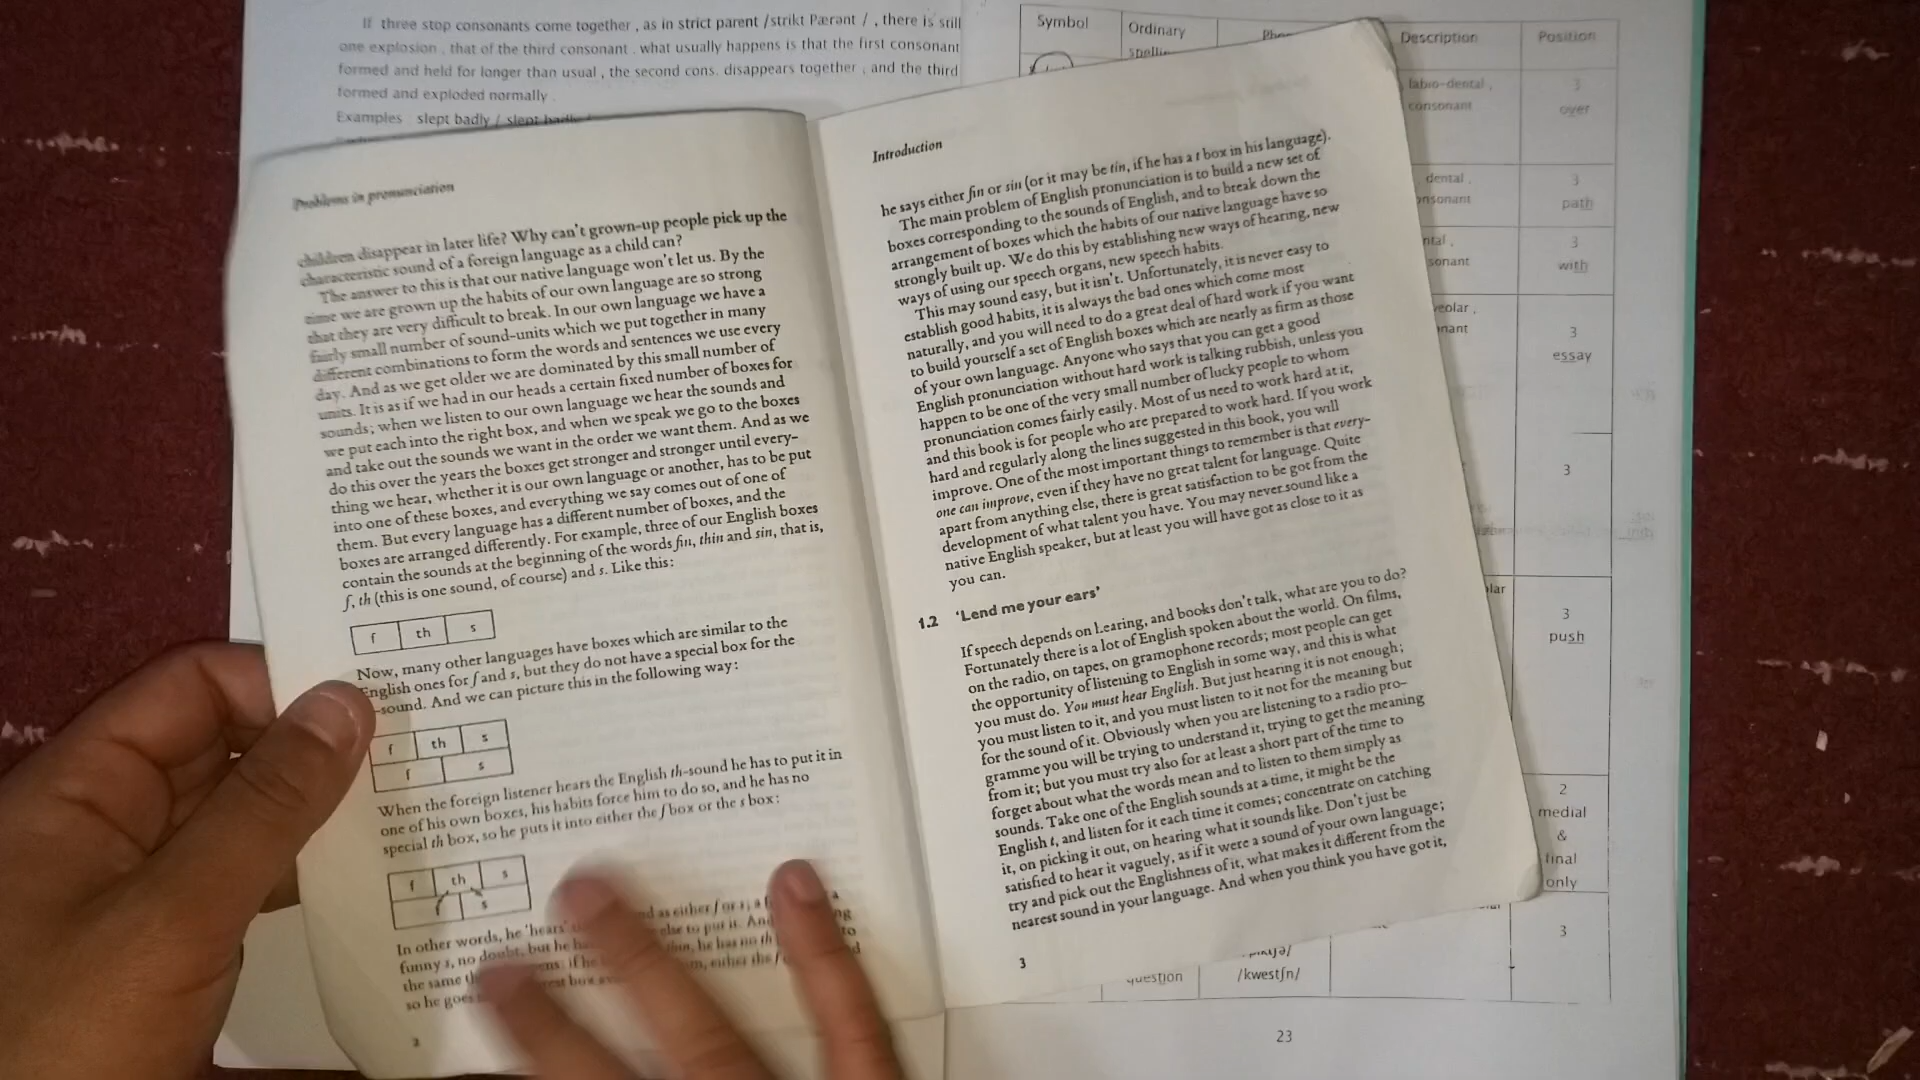 If three stop consonants come together , as in strict parent /strikt Pærənt / , there is still
one explosion , that of the third consonant . what usually happens is that the first consonant
formed and held for longer than usual , the second cons. disappears together , and the third
formed and exploded normally .
Examples slept badly /
Problems in pronunciation
children disappear in later life? Why can't grown-up people pick up the
characteristic sound of a foreign language as a child can?
The answer to this is that our native language won't let us. By the
time we are grown up the habits of our own language are so strong
that they are very difficult to break. In our own language we have a
fairly small number of sound-units which we put together in many
different combinations to form the words and sentences we use every
day. And as we get older we are dominated by this small number of
units. It is as if we had in our heads a certain fixed number of boxes for
sounds; when we listen to our own language we hear the sounds and
we put each into the right box, and when we speak we go to the boxes
and take out the sounds we want in the order we want them. And as we
do this over the years the boxes get stronger and stronger until every-
thing we hear, whether it is our own language or another, has to be put
into one of these boxes, and everything we say comes out of one of
them. But every language has a different number of boxes, and the
boxes are arranged differently. For example, three of our English boxes
contain the sounds at the beginning of the words fin, thin and sin, that is,
f, th (this is one sound, of course) and s. Like this:
f th s
Now, many other languages have boxes which are similar to the
English ones for f and s, but they do not have a special box for the
-sound. And we can picture this in the following way:
f th s
f s
When the foreign listener hears the English th-sound he has to put it in
one of his own boxes, his habits force him to do so, and he has no
special th box, so he puts it into either the f box or the s box:
f th s
f s
In other words, he 'hears' as either f or s; a
funny s, no doubt, but he else to put it. And
the same he has no th to
so he goes
2
Introduction
he says either fin or sin (or it may be tin, if he has a t box in his language).
The main problem of English pronunciation is to build a new set of
boxes corresponding to the sounds of English, and to break down the
arrangement of boxes which the habits of our native language have so
strongly built up. We do this by establishing new ways of hearing, new
ways of using our speech organs, new speech habits.
This may sound easy, but it isn't. Unfortunately, it is never easy to
establish good habits, it is always the bad ones which come most
naturally, and you will need to do a great deal of hard work if you want
to build yourself a set of English boxes which are nearly as firm as those
of your own language. Anyone who says that you can get a good
English pronunciation without hard work is talking rubbish, unless you
happen to be one of the very small number of lucky people to whom
pronunciation comes fairly easily. Most of us need to work hard at it,
and this book is for people who are prepared to work hard. If you work
hard and regularly along the lines suggested in this book, you will
improve. One of the most important things to remember is that every-
one can improve, even if they have no great talent for language. Quite
apart from anything else, there is great satisfaction to be got from the
development of what talent you have. You may never sound like a
native English speaker, but at least you will have got as close to it as
you can.
1.2 'Lend me your ears'
If speech depends on hearing, and books don't talk, what are you to do?
Fortunately there is a lot of English spoken about the world. On films,
on the radio, on tapes, on gramophone records; most people can get
the opportunity of listening to English in some way, and this is what
you must do. You must hear English. But just hearing it is not enough;
you must listen to it, and you must listen to it not for the meaning but
for the sound of it. Obviously when you are listening to a radio pro-
gramme you will be trying to understand it, trying to get the meaning
from it; but you must try also for at least a short part of the time to
forget about what the words mean and to listen to them simply as
sounds. Take one of the English sounds at a time, it might be the
English t, and listen for it each time it comes; concentrate on catching
it, on picking it out, on hearing what it sounds like. Don't just be
satisfied to hear it vaguely, as if it were a sound of your own language;
try and pick out the Englishness of it, what makes it different from the
nearest sound in your language. And when you think you have got it,
3
Symbol Ordinary Description Position
labio-dental , 3
consonant over
dental , 3
path
3
with
3
essay
3
3
push
2
medial
&
final
only
3
question /kwestʃn/
23